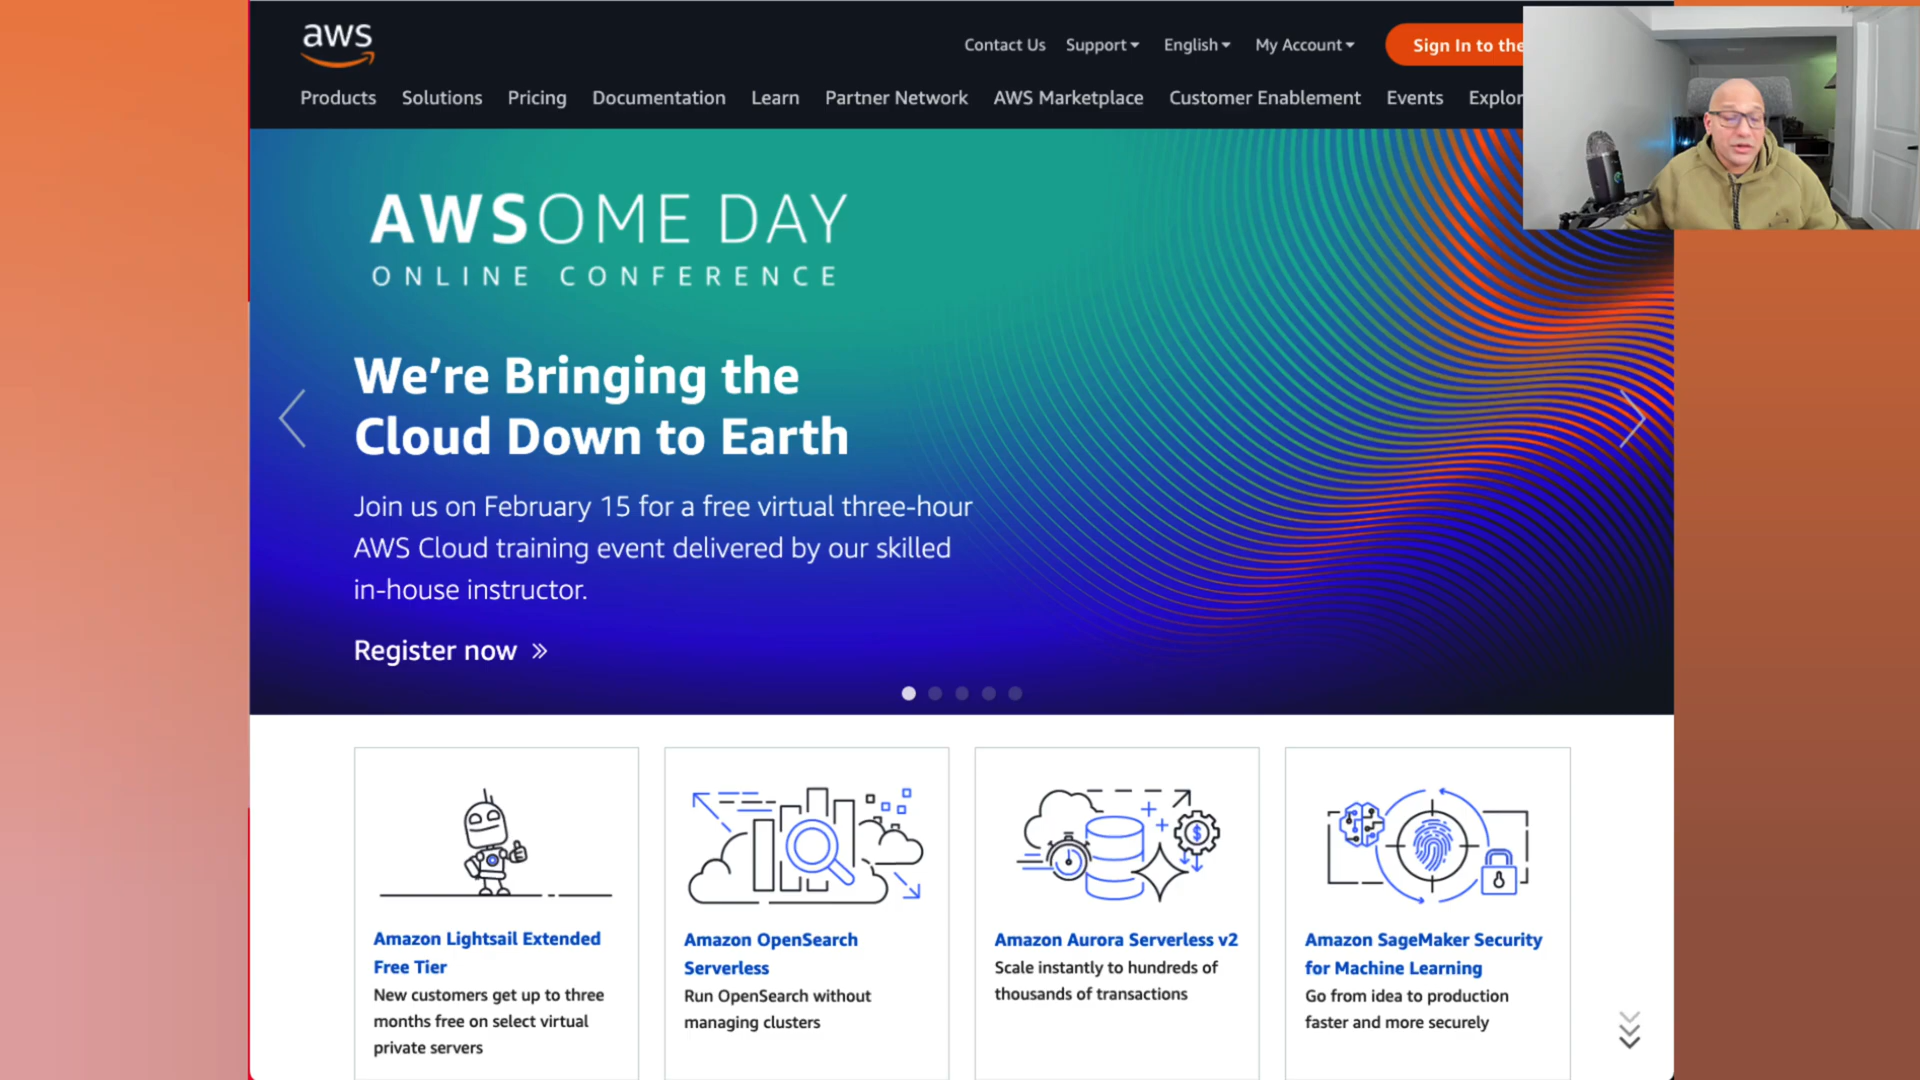 aws
Contact Us Support English My Account Sign In to the
Products Solutions Pricing Documentation Learn Partner Network AWS Marketplace Customer Enablement Events Explor
AWSOME DAY
ONLINE CONFERENCE
We’re Bringing the
Cloud Down to Earth
Join us on February 15 for a free virtual three-hour
AWS Cloud training event delivered by our skilled
in-house instructor.
Register now »
Amazon Lightsail Extended
Free Tier
New customers get up to three
months free on select virtual
private servers
Amazon OpenSearch
Serverless
Run OpenSearch without
managing clusters
Amazon Aurora Serverless v2
Scale instantly to hundreds of
thousands of transactions
Amazon SageMaker Security
for Machine Learning
Go from idea to production
faster and more securely